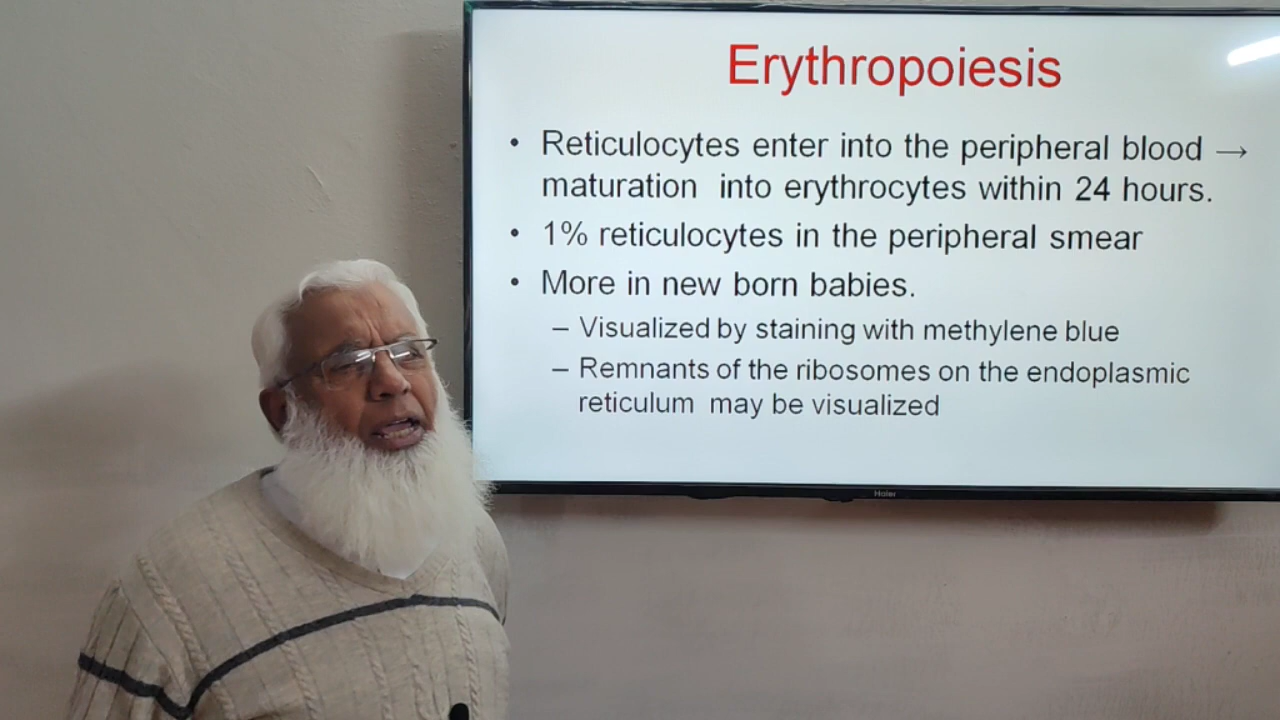 Erythropoiesis
• Reticulocytes enter into the peripheral blood →
maturation into erythrocytes within 24 hours.
• 1% reticulocytes in the peripheral smear
• More in new born babies.
– Visualized by staining with methylene blue
– Remnants of the ribosomes on the endoplasmic
reticulum may be visualized
Haier